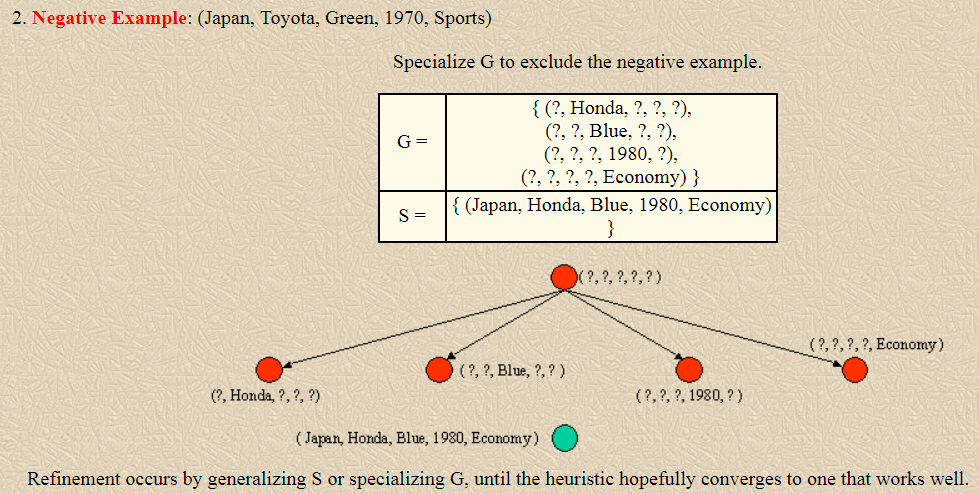 2. Negative Example: (Japan, Toyota, Green, 1970, Sports)
Specialize G to exclude the negative example.
G =
{ (?, Honda, ?, ?, ?),
(?, ?, Blue, ?, ?),
(?, ?, ?, 1980, ?),
(?, ?, ?, ?, Economy) }
S =
{ (Japan, Honda, Blue, 1980, Economy)
}
(?, ?, ?, ?, ?)
(?, ?, ?, ?, Economy)
(?, ?, Blue, ?, ?)
(?, Honda, ?, ?, ?)
(?, ?, ?, 1980, ?)
(Japan, Honda, Blue, 1980, Economy)
Refinement occurs by generalizing S or specializing G, until the heuristic hopefully converges to one that works well.